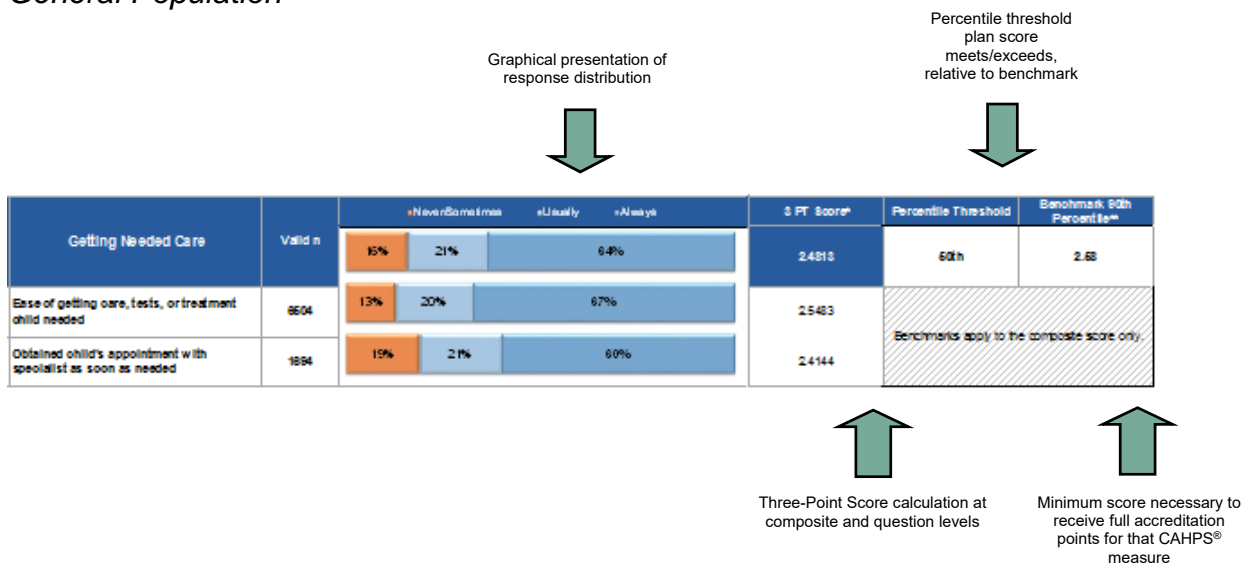 General Population
Percentile threshold
plan score
meets/exceeds,
relative to benchmark
Graphical presentation of
response distribution
Getting Needed Care
Valid n
Never/Sometimes Usually Always
3 PT Score*
Percentile Threshold
Benchmark 90th
Percentile**
21% 64%
2.4813
2.68
Ease of getting care, tests, or treatment
child needed
6504
13% 20% 67%
2.5483
Benchmarks apply to the composite score only.
Obtained child's appointment with
specialist as soon as needed
19% 21% 60%
2.4144
Three-Point Score calculation at
composite and question levels
Minimum score necessary to
receive full accreditation
points for that CAHPS®
measure